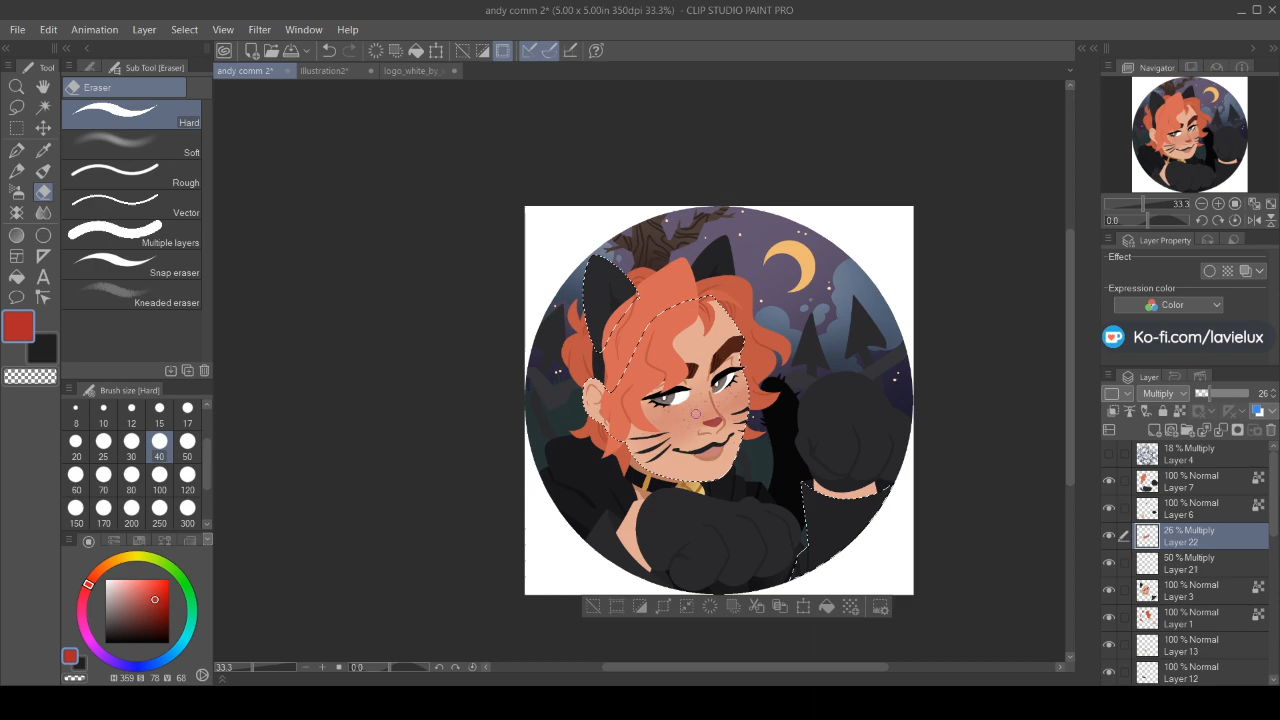 andy comm 2* (5.00 x 5.00in 350dpi 33.3%) - CLIP STUDIO PAINT PRO
File Edit Animation Layer Select View Filter Window Help
Tool
Sub Tool [Eraser]
andy comm 2*
Illustration2*
logo_white_by_
Navigator
Eraser
Hard
Soft
Rough
Vector
Multiple layers
Snap eraser
Kneaded eraser
Brush size [Hard]
8 10 12 15 17
20 25 30 40 50
60 70 80 100 120
150 170 200 250 300
H 359 S 78 V 68
33.3
0.0
33.3
0.0
Layer Property
Effect
Expression color
Color
Ko-fi.com/lavielux
Layer
Multiply
26
18 % Multiply
Layer 4
100 % Normal
Layer 7
100 % Normal
Layer 6
26 % Multiply
Layer 22
50 % Multiply
Layer 21
100 % Normal
Layer 3
100 % Normal
Layer 1
100 % Normal
Layer 13
100 % Normal
Layer 12